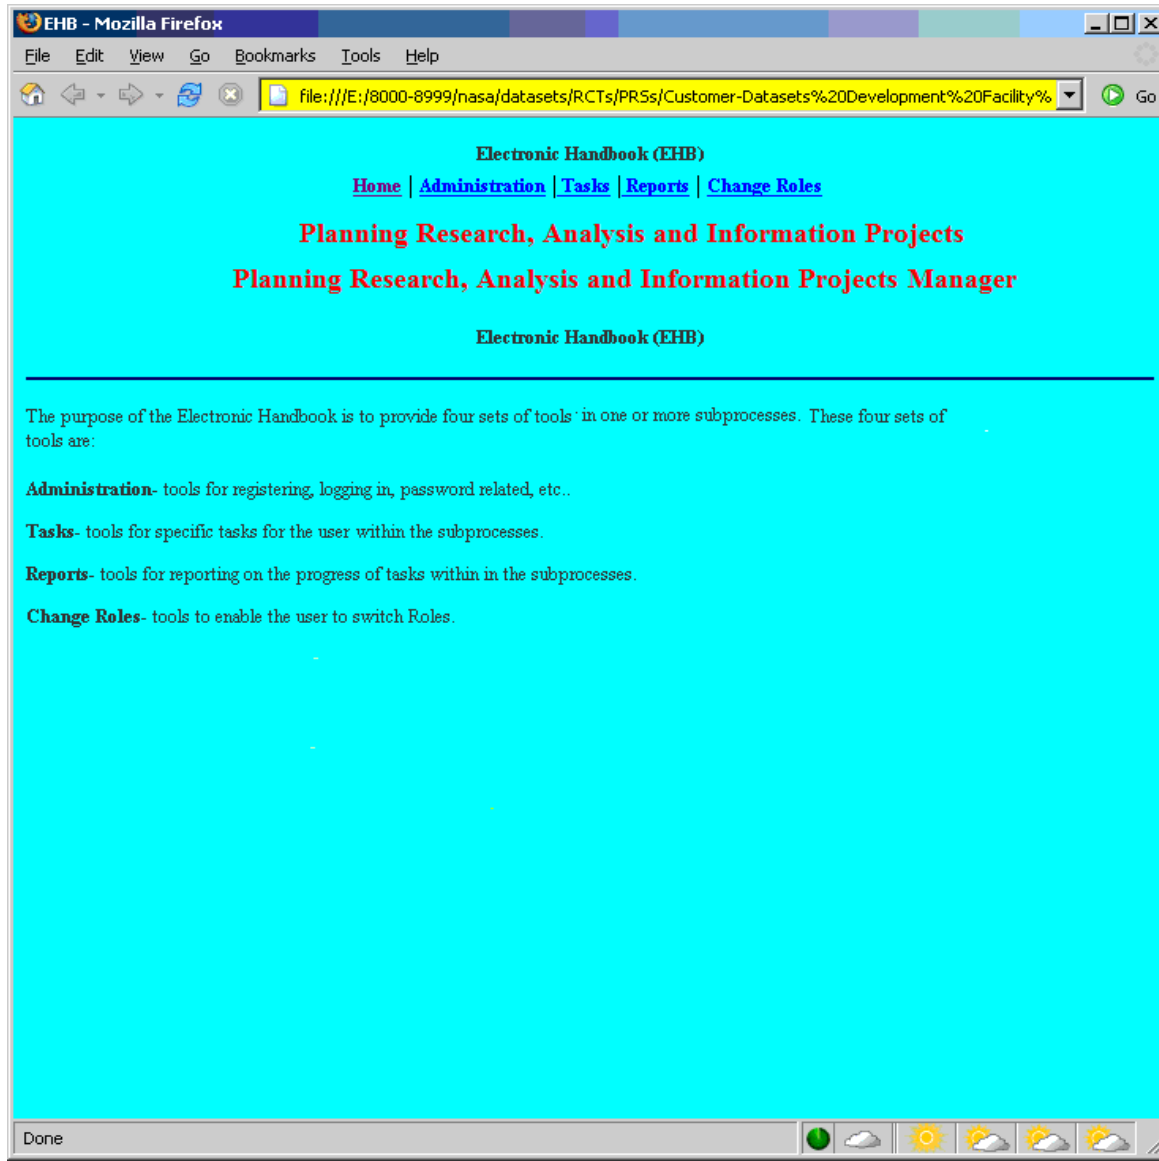 EHB - Mozilla Firefox
File Edit View Go Bookmarks Tools Help
file:///E:/8000-8999/nasa/datasets/RCTs/PRSs/Customer-Datasets%20Development%20Facility% Go
Electronic Handbook (EHB)
Home | Administration | Tasks | Reports | Change Roles
Planning Research, Analysis and Information Projects
Planning Research, Analysis and Information Projects Manager
Electronic Handbook (EHB)
The purpose of the Electronic Handbook is to provide four sets of tools in one or more subprocesses. These four sets of
tools are:
Administration- tools for registering, logging in, password related, etc..
Tasks- tools for specific tasks for the user within the subprocesses.
Reports- tools for reporting on the progress of tasks within in the subprocesses.
Change Roles- tools to enable the user to switch Roles.
Done